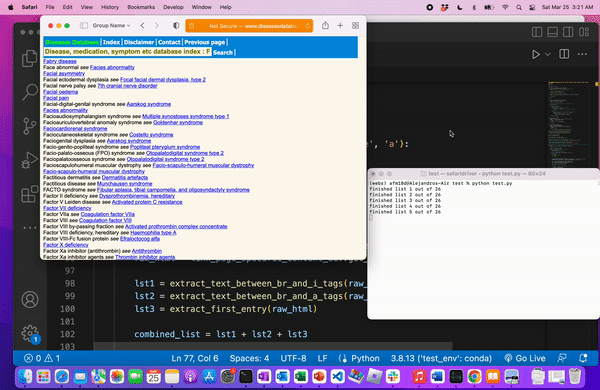 Safari File Edit View History Bookmarks Develop Window Help
Sat Mar 25 3:21 AM
Group Name
Not Secure — www.diseasesdatabase
Diseases Database | Index | Disclaimer | Contact | Previous page |
Disease, medication, symptom etc database index : F Search |
Fabry disease
Face abnormal see Facies abnormality
Facial asymmetry
Facial ectodermal dysplasia see Focal facial dermal dysplasia, type 2
Facial nerve palsy see 7th cranial nerve disorder
Facial oedema
Facial pain
Facial-digital-genital syndrome see Aarskog syndrome
Facies abnormality
Facioaudiosymphalangism syndrome see Multiple synostoses syndrome type 1
Facioauriculovertebral anomaly syndrome see Goldenhar syndrome
Faciocardiorenal syndrome
Faciocutaneoskeletal syndrome see Costello syndrome
Faciogenital dysplasia see Aarskog syndrome
Facio-genito-popliteal syndrome see Popliteal pterygium syndrome
Facio-palato-osseous (FPO) syndrome see Otopalatodigital syndrome type 2
Faciopalatoosseous syndrome see Otopalatodigital syndrome type 2
Facioscapulohumeral muscular dystrophy see Facio-scapulo-humeral muscular dystrophy
Facio-scapulo-humeral muscular dystrophy
Factitious dermatitis see Dermatitis artefacta
Factitious disorder see Munchausen syndrome
FACTO syndrome see Fibular aplasia, tibial campomelia, and oligosyndactyly syndrome
Factor II deficiency see Dysprothrombinemia, hereditary
Factor V Leiden disease see Activated protein C resistance
Factor VII deficiency
Factor VIIa see Coagulation factor VIIa
Factor VIII see Coagulation factor VIII
Factor VIII by-passing fraction see Activated prothrombin complex concentrate
Factor VIII deficiency, hereditary see Haemophilia type A
Factor VIII-Fc fusion protein see Efraloctocog alfa
Factor X deficiency
Factor Xa inhibitor (antithrombin) see Antithrombin
Factor Xa inhibitor agents see Thrombin inhibitor agents
', 'a'):
test — safaridriver ‹ python test.py — 80×24
(webs) afm18@Alejandros-Air test % python test.py
finished list 1 out of 26
finished list 2 out of 26
finished list 3 out of 26
finished list 4 out of 26
finished list 5 out of 26
97
98 lst1 = extract_text_between_br_and_i_tags(raw_
99 lst2 = extract_text_between_br_and_a_tags(raw_
100 lst3 = extract_first_entry(raw_html)
101
102 combined_list = lst1 + lst2 + lst3
103
0 1 Ln 77, Col 6 Spaces: 4 UTF-8 LF Python 3.8.13 ('test_env': conda) Go Live